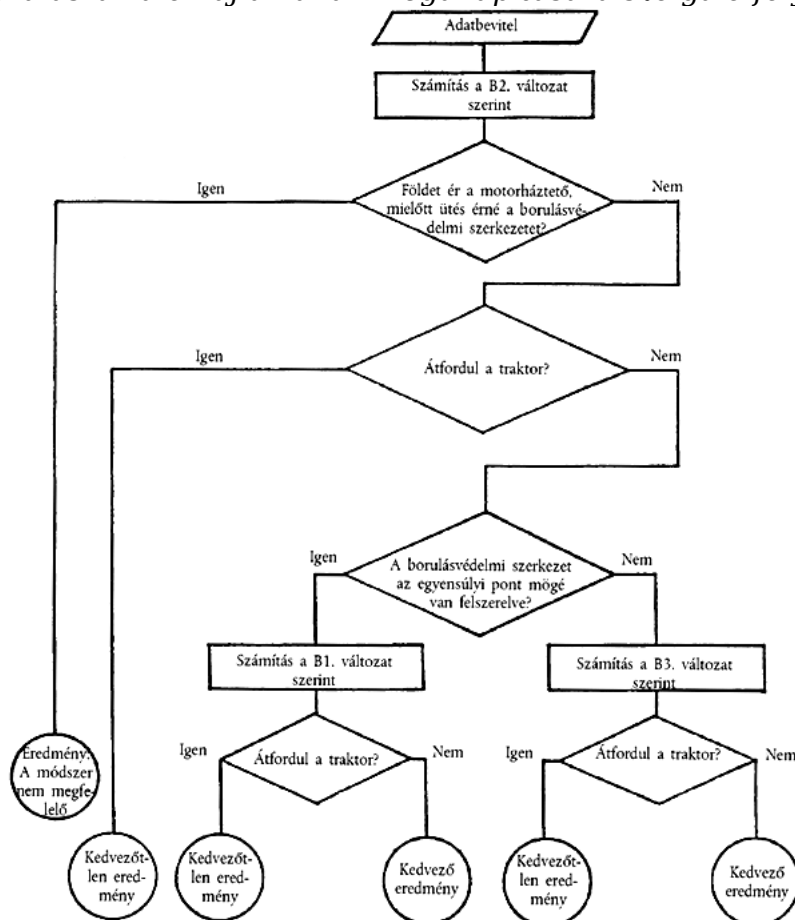 Adatbevitel
Számítás a B2. változat
szerint
Igen
Nem
Földet ér a motorháztető,
mielőtt ütés érné a borulásvé-
delmi szerkezetet?
Igen
Nem
Átfordul a traktor?
Igen
Nem
A borulásvédelmi szerkezet
az egyensúlyi pont mögé
van felszerelve?
Számítás a B1. változat
szerint
Számítás a B3. változat
szerint
Igen
Átfordul a traktor?
Nem
Igen
Átfordul a traktor?
Nem
Eredmény:
A módszer
nem megfe-
lelő
Kedvezőt-
len ered-
mény
Kedvezőt-
len ered-
mény
Kedvező
eredmény
Kedvezőt-
len ered-
mény
Kedvező
eredmény